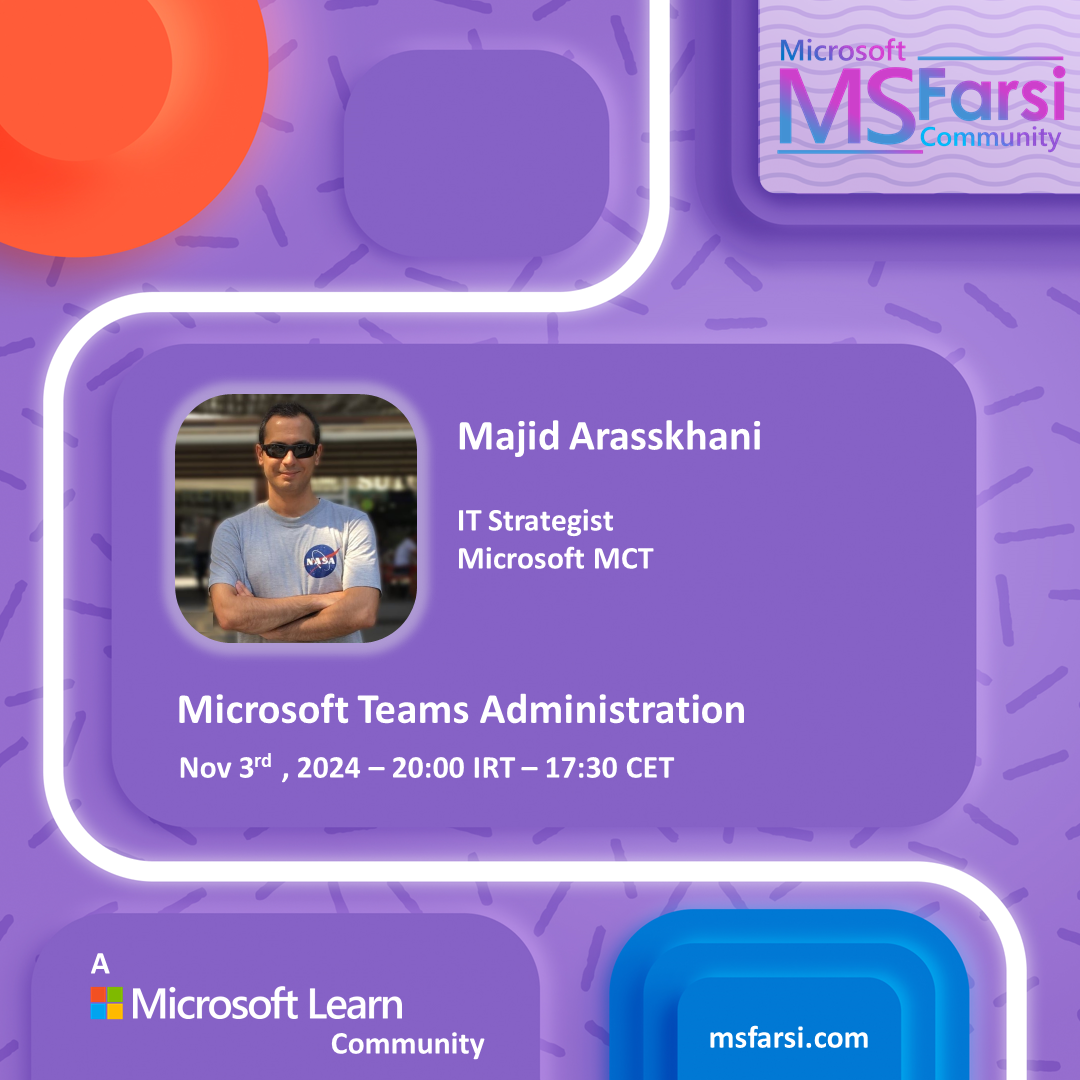 Microsoft
MSFarsi
Community
Majid Arasskhani
IT Strategist
Microsoft MCT
NASA
Microsoft Teams Administration
Nov 3rd , 2024 – 20:00 IRT – 17:30 CET
A
Microsoft Learn
Community
msfarsi.com